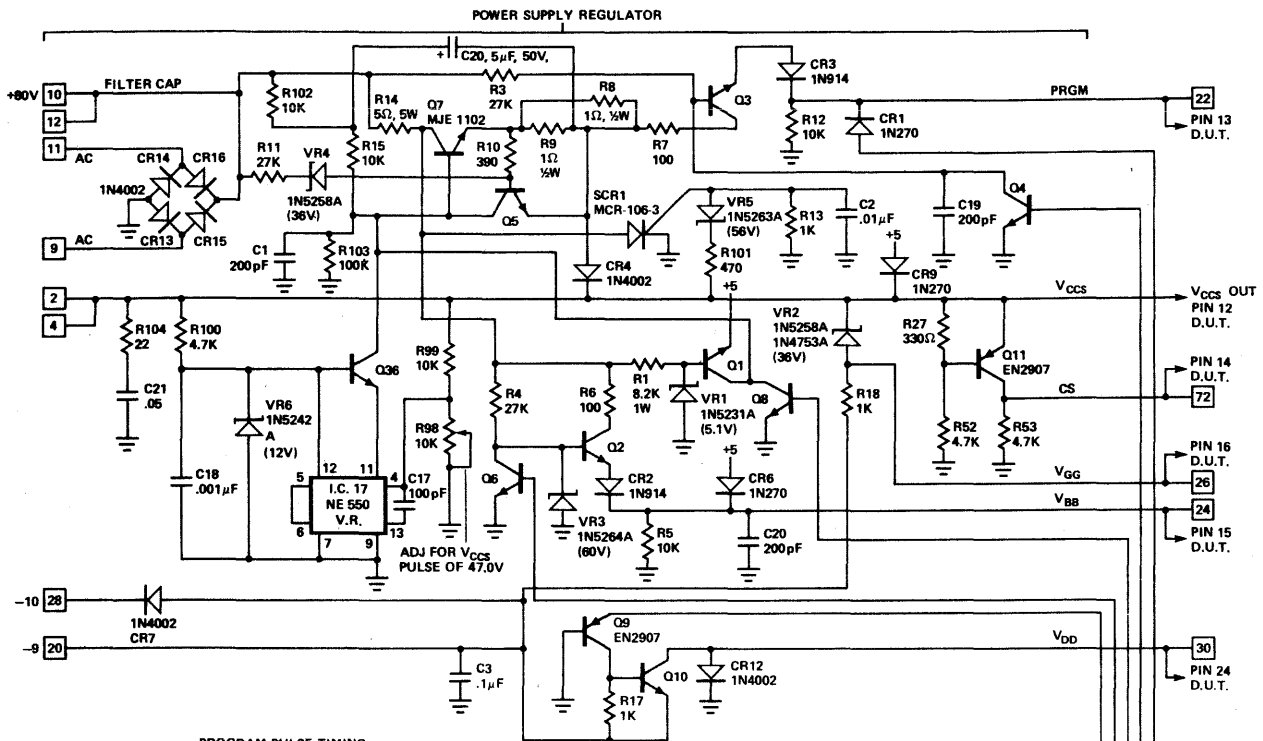 POWER SUPPLY REGULATOR
+80V
10
FILTER CAP
12
11
AC
CR14
CR16
1N4002
CR13
CR15
9
AC
R102
10K
R11
27K
VR4
1N5258A
(36V)
R15
10K
C1
200pF
R103
100K
+
C20, 5μF, 50V,
R14
5Ω, 5W
Q7
MJE 1102
R3
27K
R8
1Ω, ½W
R10
390
R9
1Ω
½W
R7
100
Q5
Q3
SCR1
MCR-106-3
CR4
1N4002
CR3
1N914
R12
10K
CR1
1N270
PRGM
22
PIN 13
D.U.T.
VR5
1N5263A
(56V)
R13
1K
C2
.01μF
R101
470
+5
C19
200pF
Q4
+5
CR9
1N270
2
4
VCCS
VCCS OUT
PIN 12
D.U.T.
R104
22
R100
4.7K
C21
.05
Q36
VR6
1N5242
A
(12V)
C18
.001μF
5
6
12
11
4
I.C. 17
NE 550
V.R.
7
9
13
C17
100pF
R99
10K
R98
10K
ADJ FOR VCCS
PULSE OF 47.0V
R4
27K
R6
100
R1
8.2K
1W
Q1
VR1
1N5231A
(5.1V)
Q8
Q2
Q6
CR2
1N914
VR3
1N5264A
(60V)
R5
10K
+5
CR6
1N270
C20
200pF
VR2
1N5258A
1N4753A
(36V)
R18
1K
R27
330Ω
Q11
EN2907
R52
4.7K
R53
4.7K
PIN 14
D.U.T.
CS
72
PIN 16
D.U.T.
VGG
26
VBB
24
PIN 15
D.U.T.
-10
28
1N4002
CR7
-9
20
C3
.1μF
Q9
EN2907
Q10
R17
1K
CR12
1N4002
VDD
30
PIN 24
D.U.T.
PROGRAM PULSE TIMING